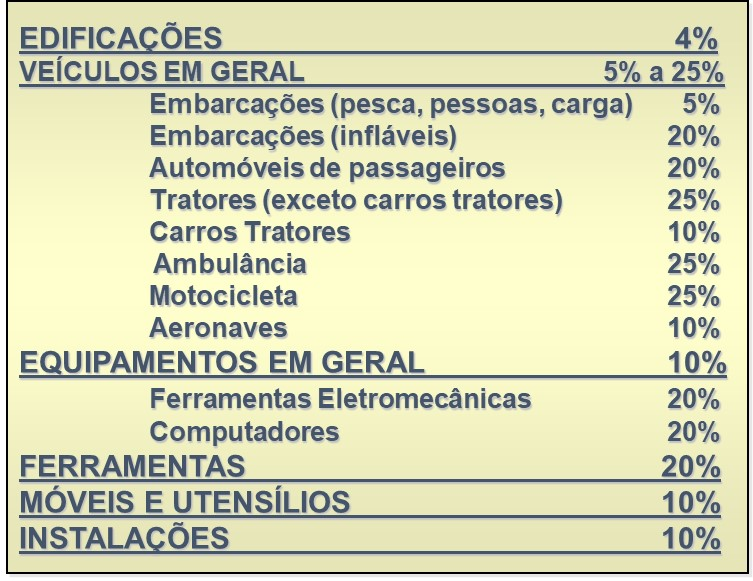 EDIFICAÇÕES 4%
VEÍCULOS EM GERAL 5% a 25%
Embarcações (pesca, pessoas, carga) 5%
Embarcações (infláveis) 20%
Automóveis de passageiros 20%
Tratores (exceto carros tratores) 25%
Carros Tratores 10%
Ambulância 25%
Motocicleta 25%
Aeronaves 10%
EQUIPAMENTOS EM GERAL 10%
Ferramentas Eletromecânicas 20%
Computadores 20%
FERRAMENTAS 20%
MÓVEIS E UTENSÍLIOS 10%
INSTALAÇÕES 10%